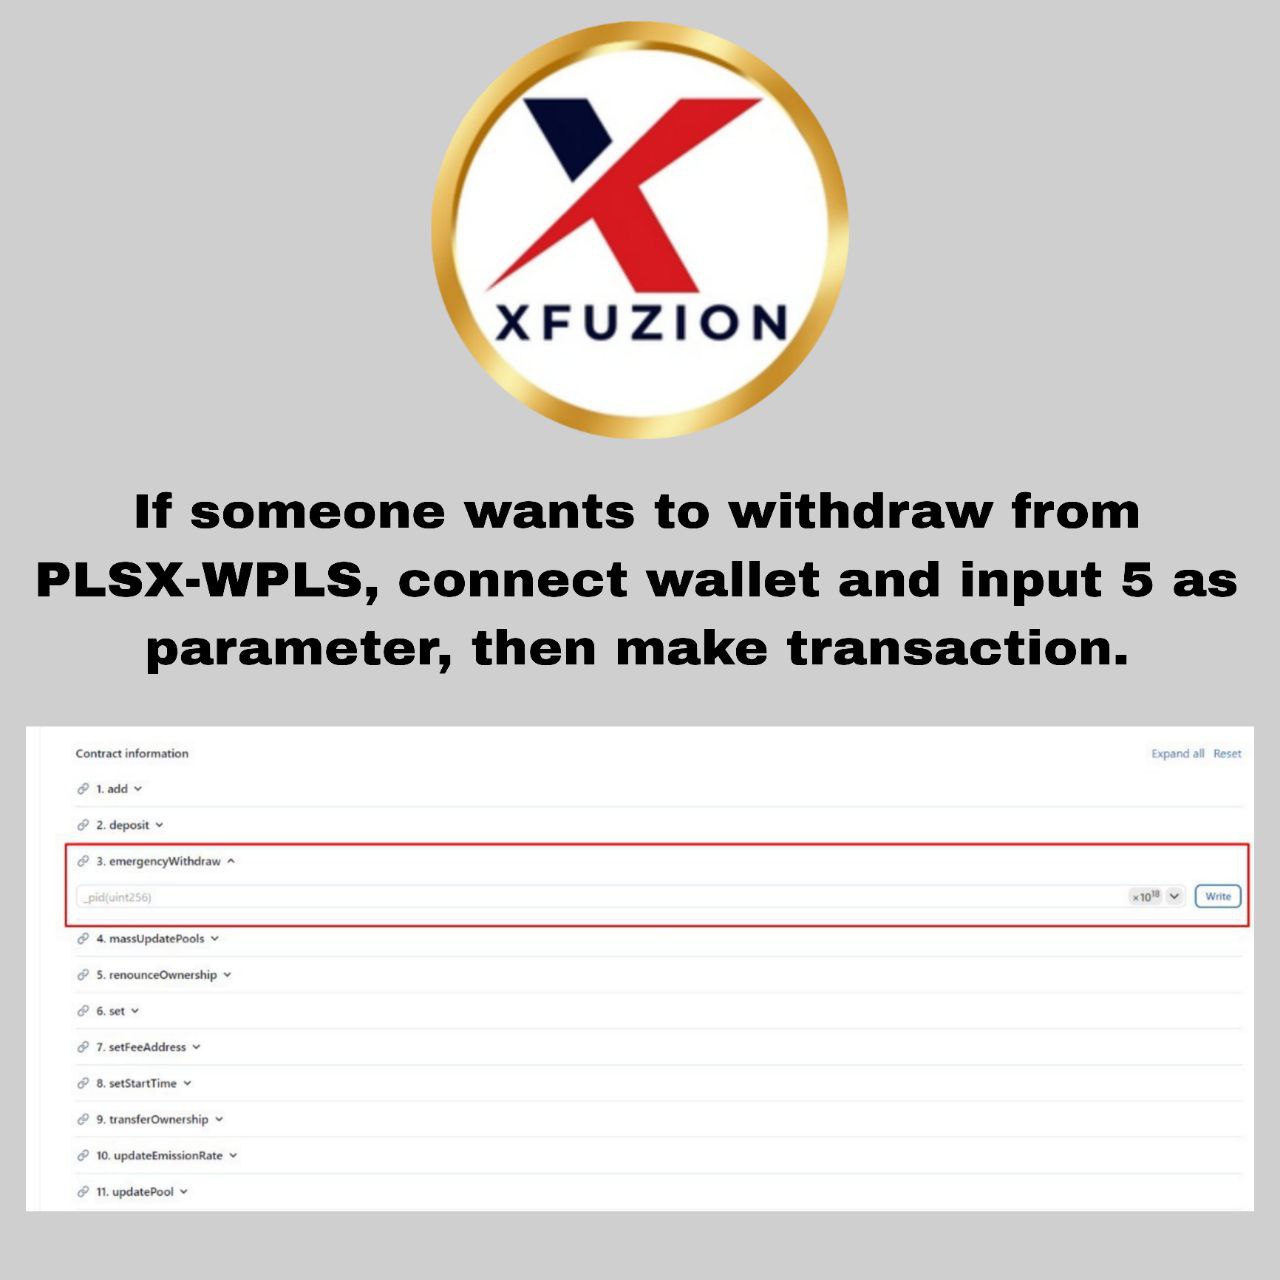 XFUZION
If someone wants to withdraw from
PLSX-WPLS, connect wallet and input 5 as
parameter, then make transaction.
Contract information Expand all Reset
1. add
2. deposit
3. emergencyWithdraw
_pid(uint256) ×10¹⁸ Write
4. massUpdatePools
5. renounceOwnership
6. set
7. setFeeAddress
8. setStartTime
9. transferOwnership
10. updateEmissionRate
11. updatePool